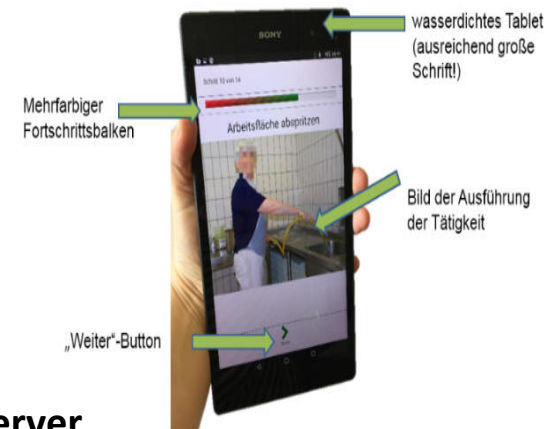 wasserdichtes Tablet
(ausreichend große
Schrift!)
SONY
Mehrfarbiger
Fortschrittsbalken
Arbeitsfläche abspritzen
Bild der Ausführung
der Tätigkeit
„Weiter“-Button
erver